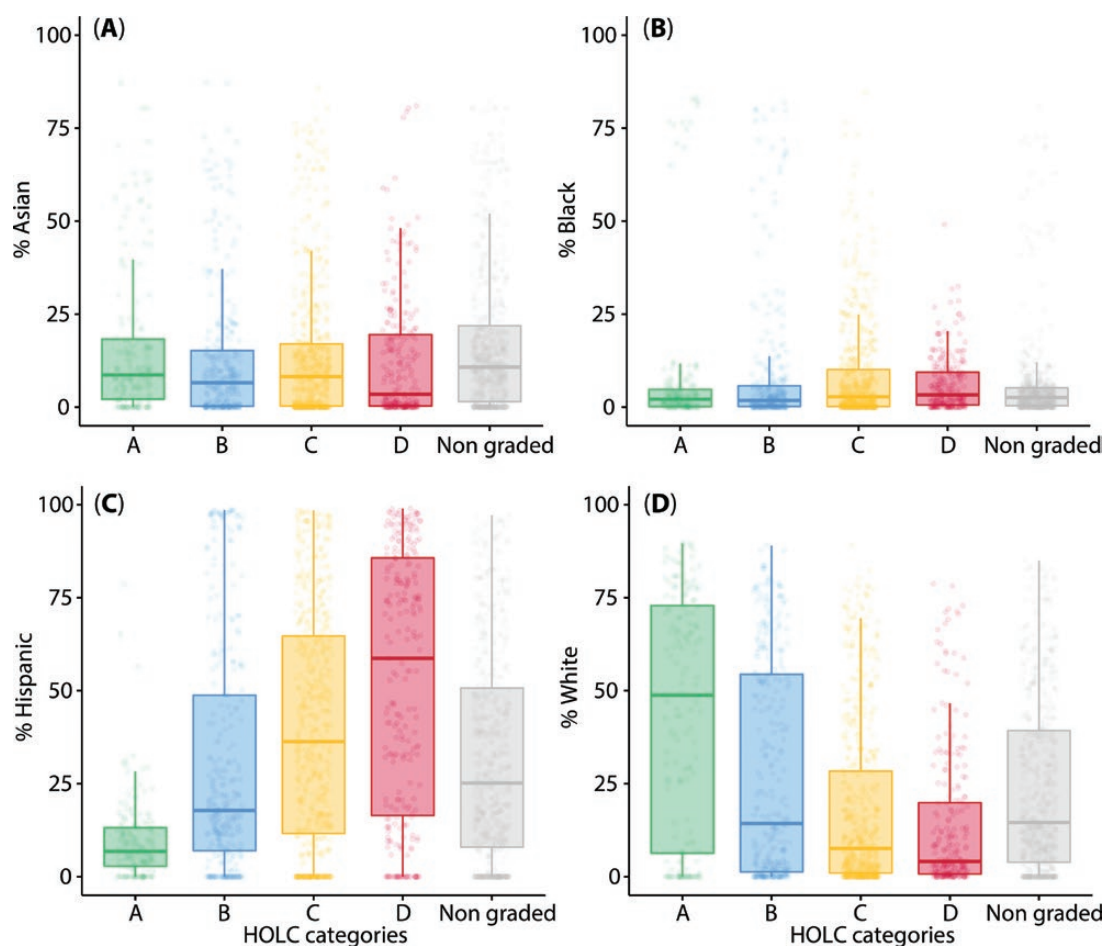 (A)
% Asian
100
75
50
25
0
A B C D Non graded
(B)
% Black
100
75
50
25
0
A B C D Non graded
(C)
% Hispanic
100
75
50
25
0
A B C D Non graded
HOLC categories
(D)
% White
100
75
50
25
0
A B C D Non graded
HOLC categories